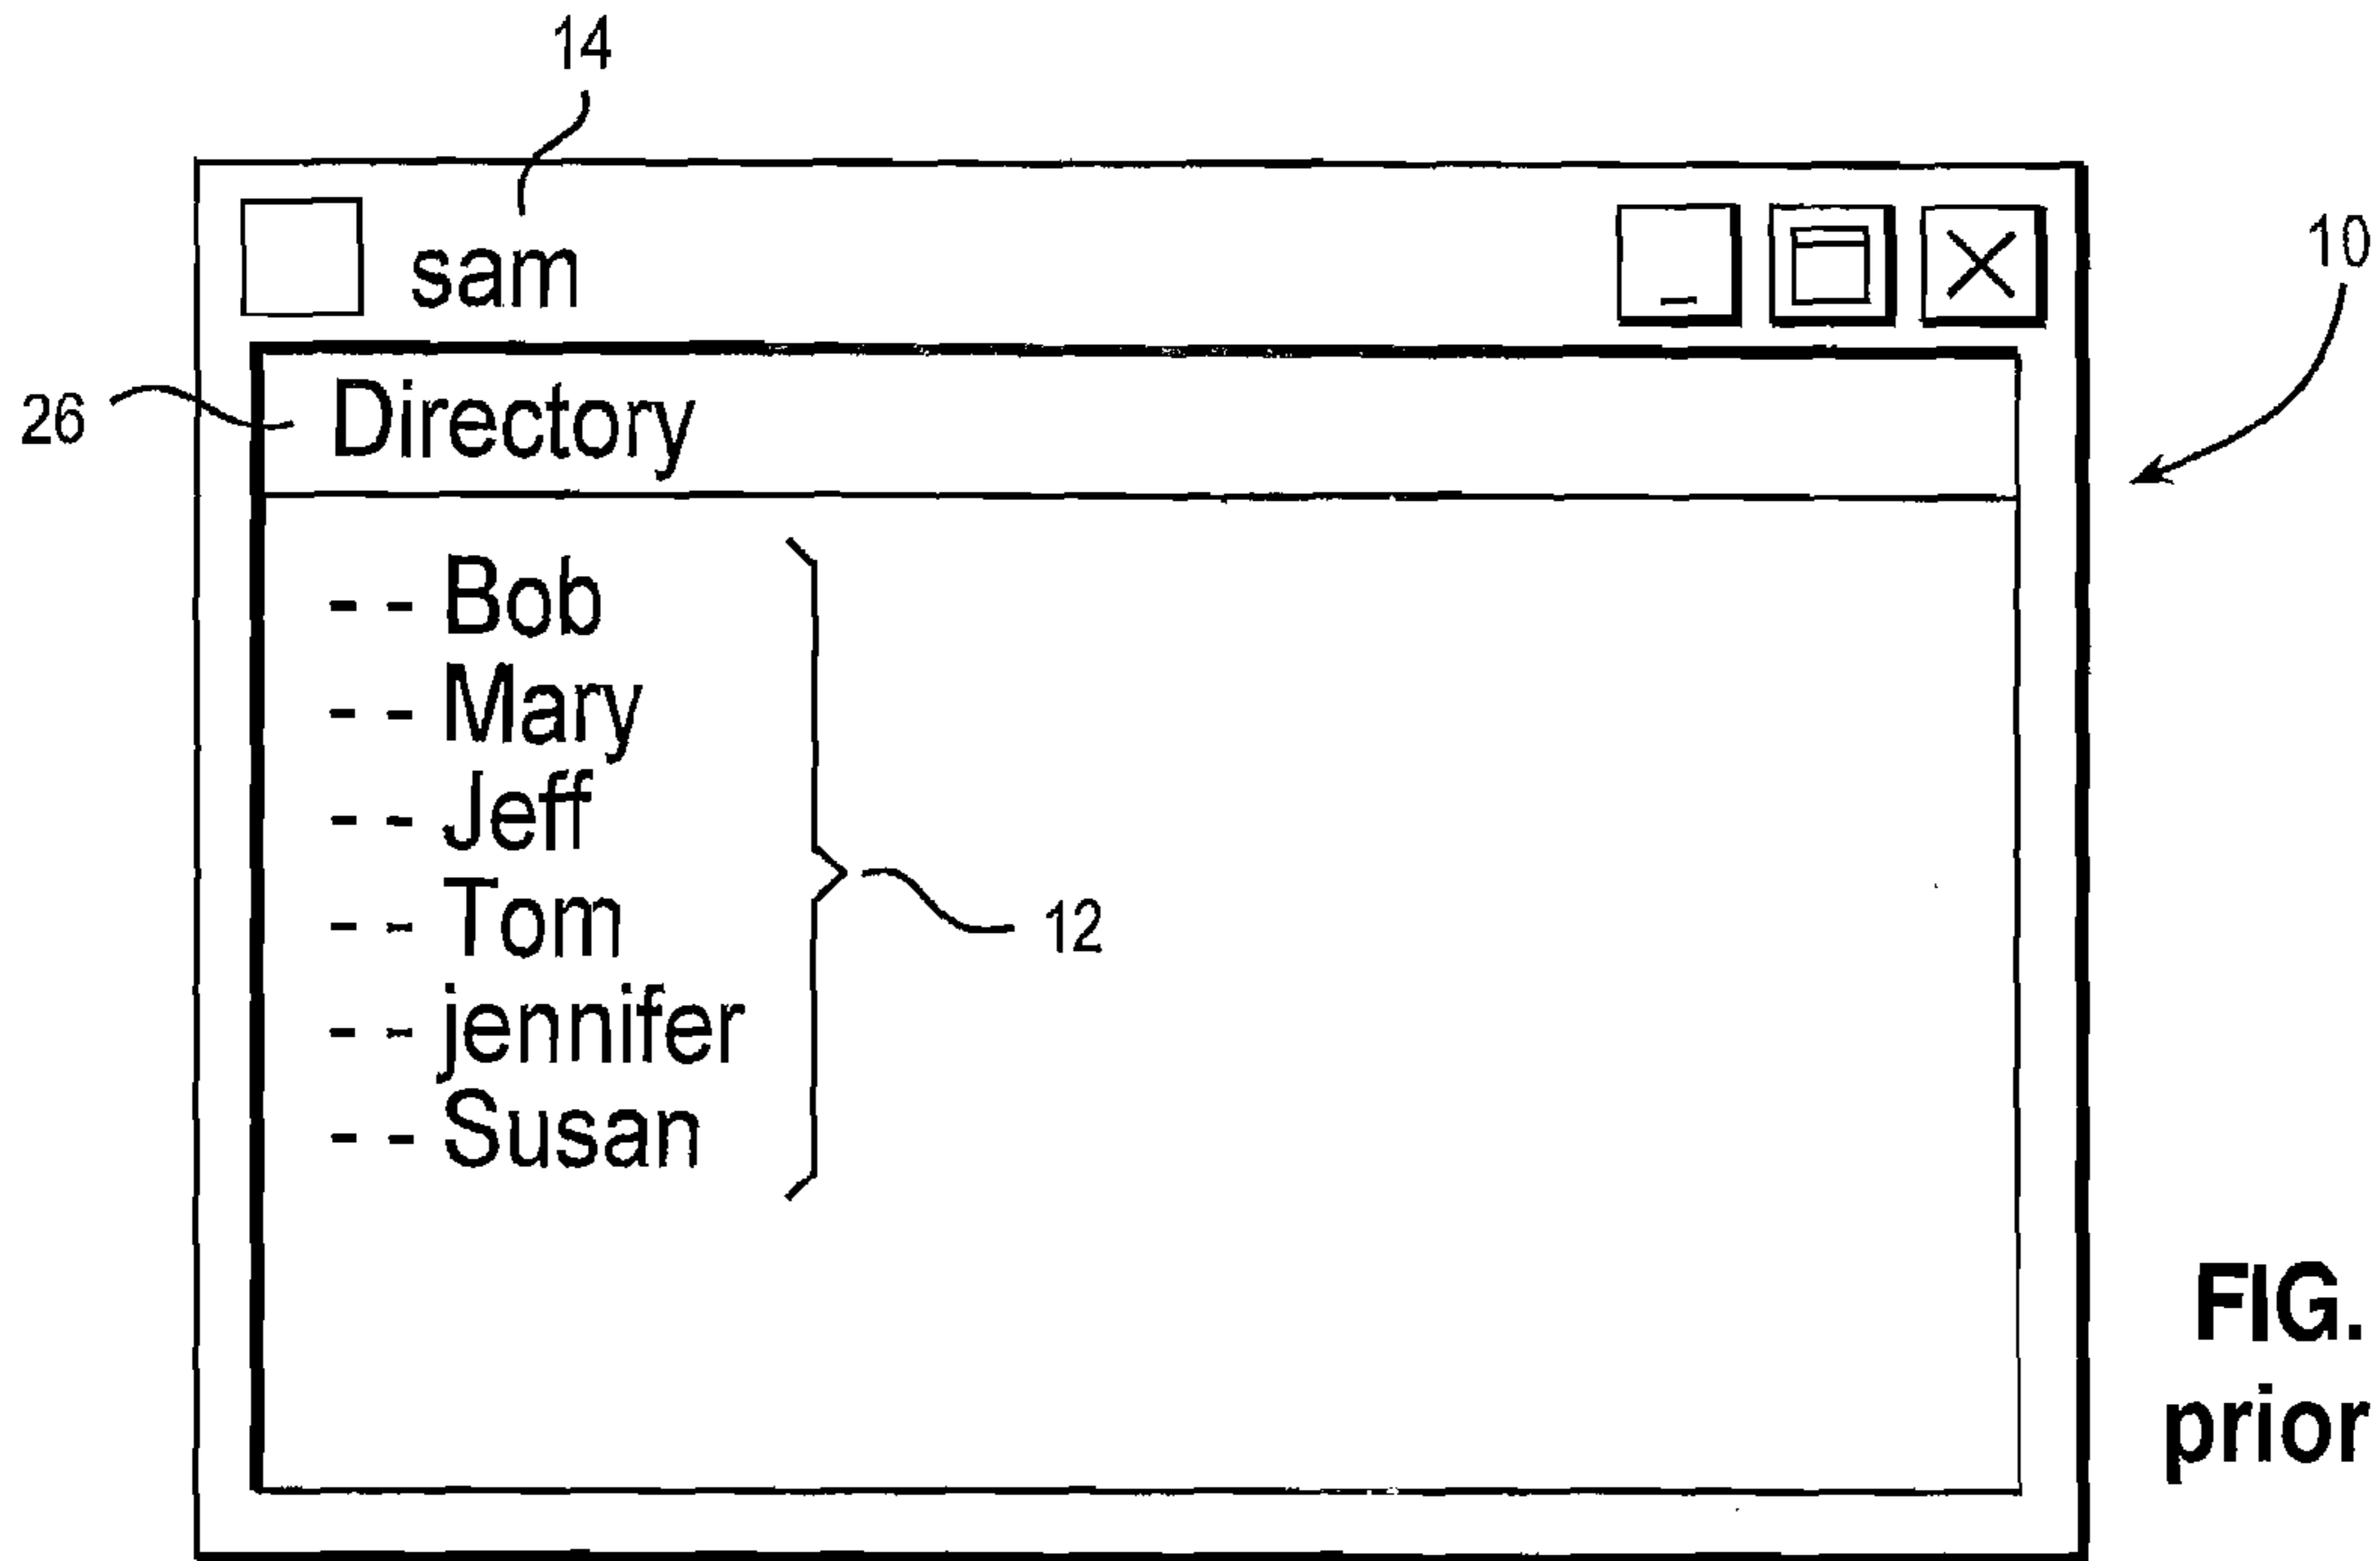 14
sam
10
26
Directory
- - Bob
- - Mary
- - Jeff
- - Tom
- - jennifer
- - Susan
12
FIG.
prior